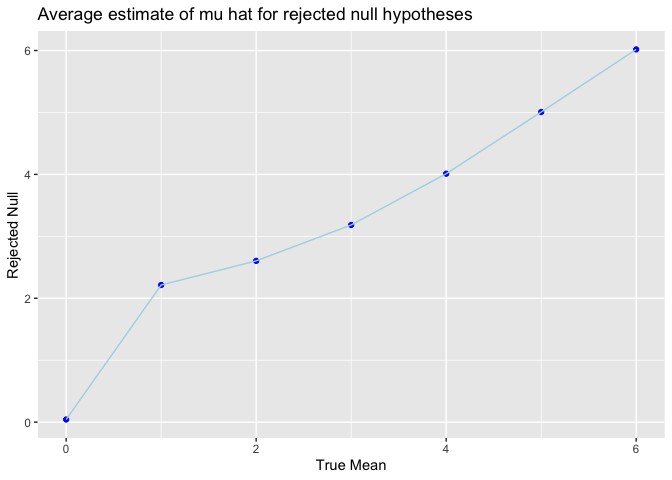 Average estimate of mu hat for rejected null hypotheses
6
4
2
0
Rejected Null
0 2 4 6
True Mean